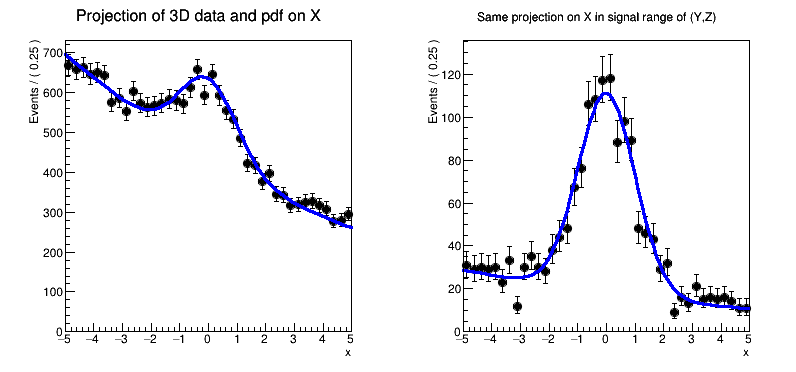 Projection of 3D data and pdf on X
Events / ( 0.25 )
700
600
500
400
300
200
100
0
−5 −4 −3 −2 −1 0 1 2 3 4 5
x
Same projection on X in signal range of (Y,Z)
Events / ( 0.25 )
120
100
80
60
40
20
0
−5 −4 −3 −2 −1 0 1 2 3 4 5
x